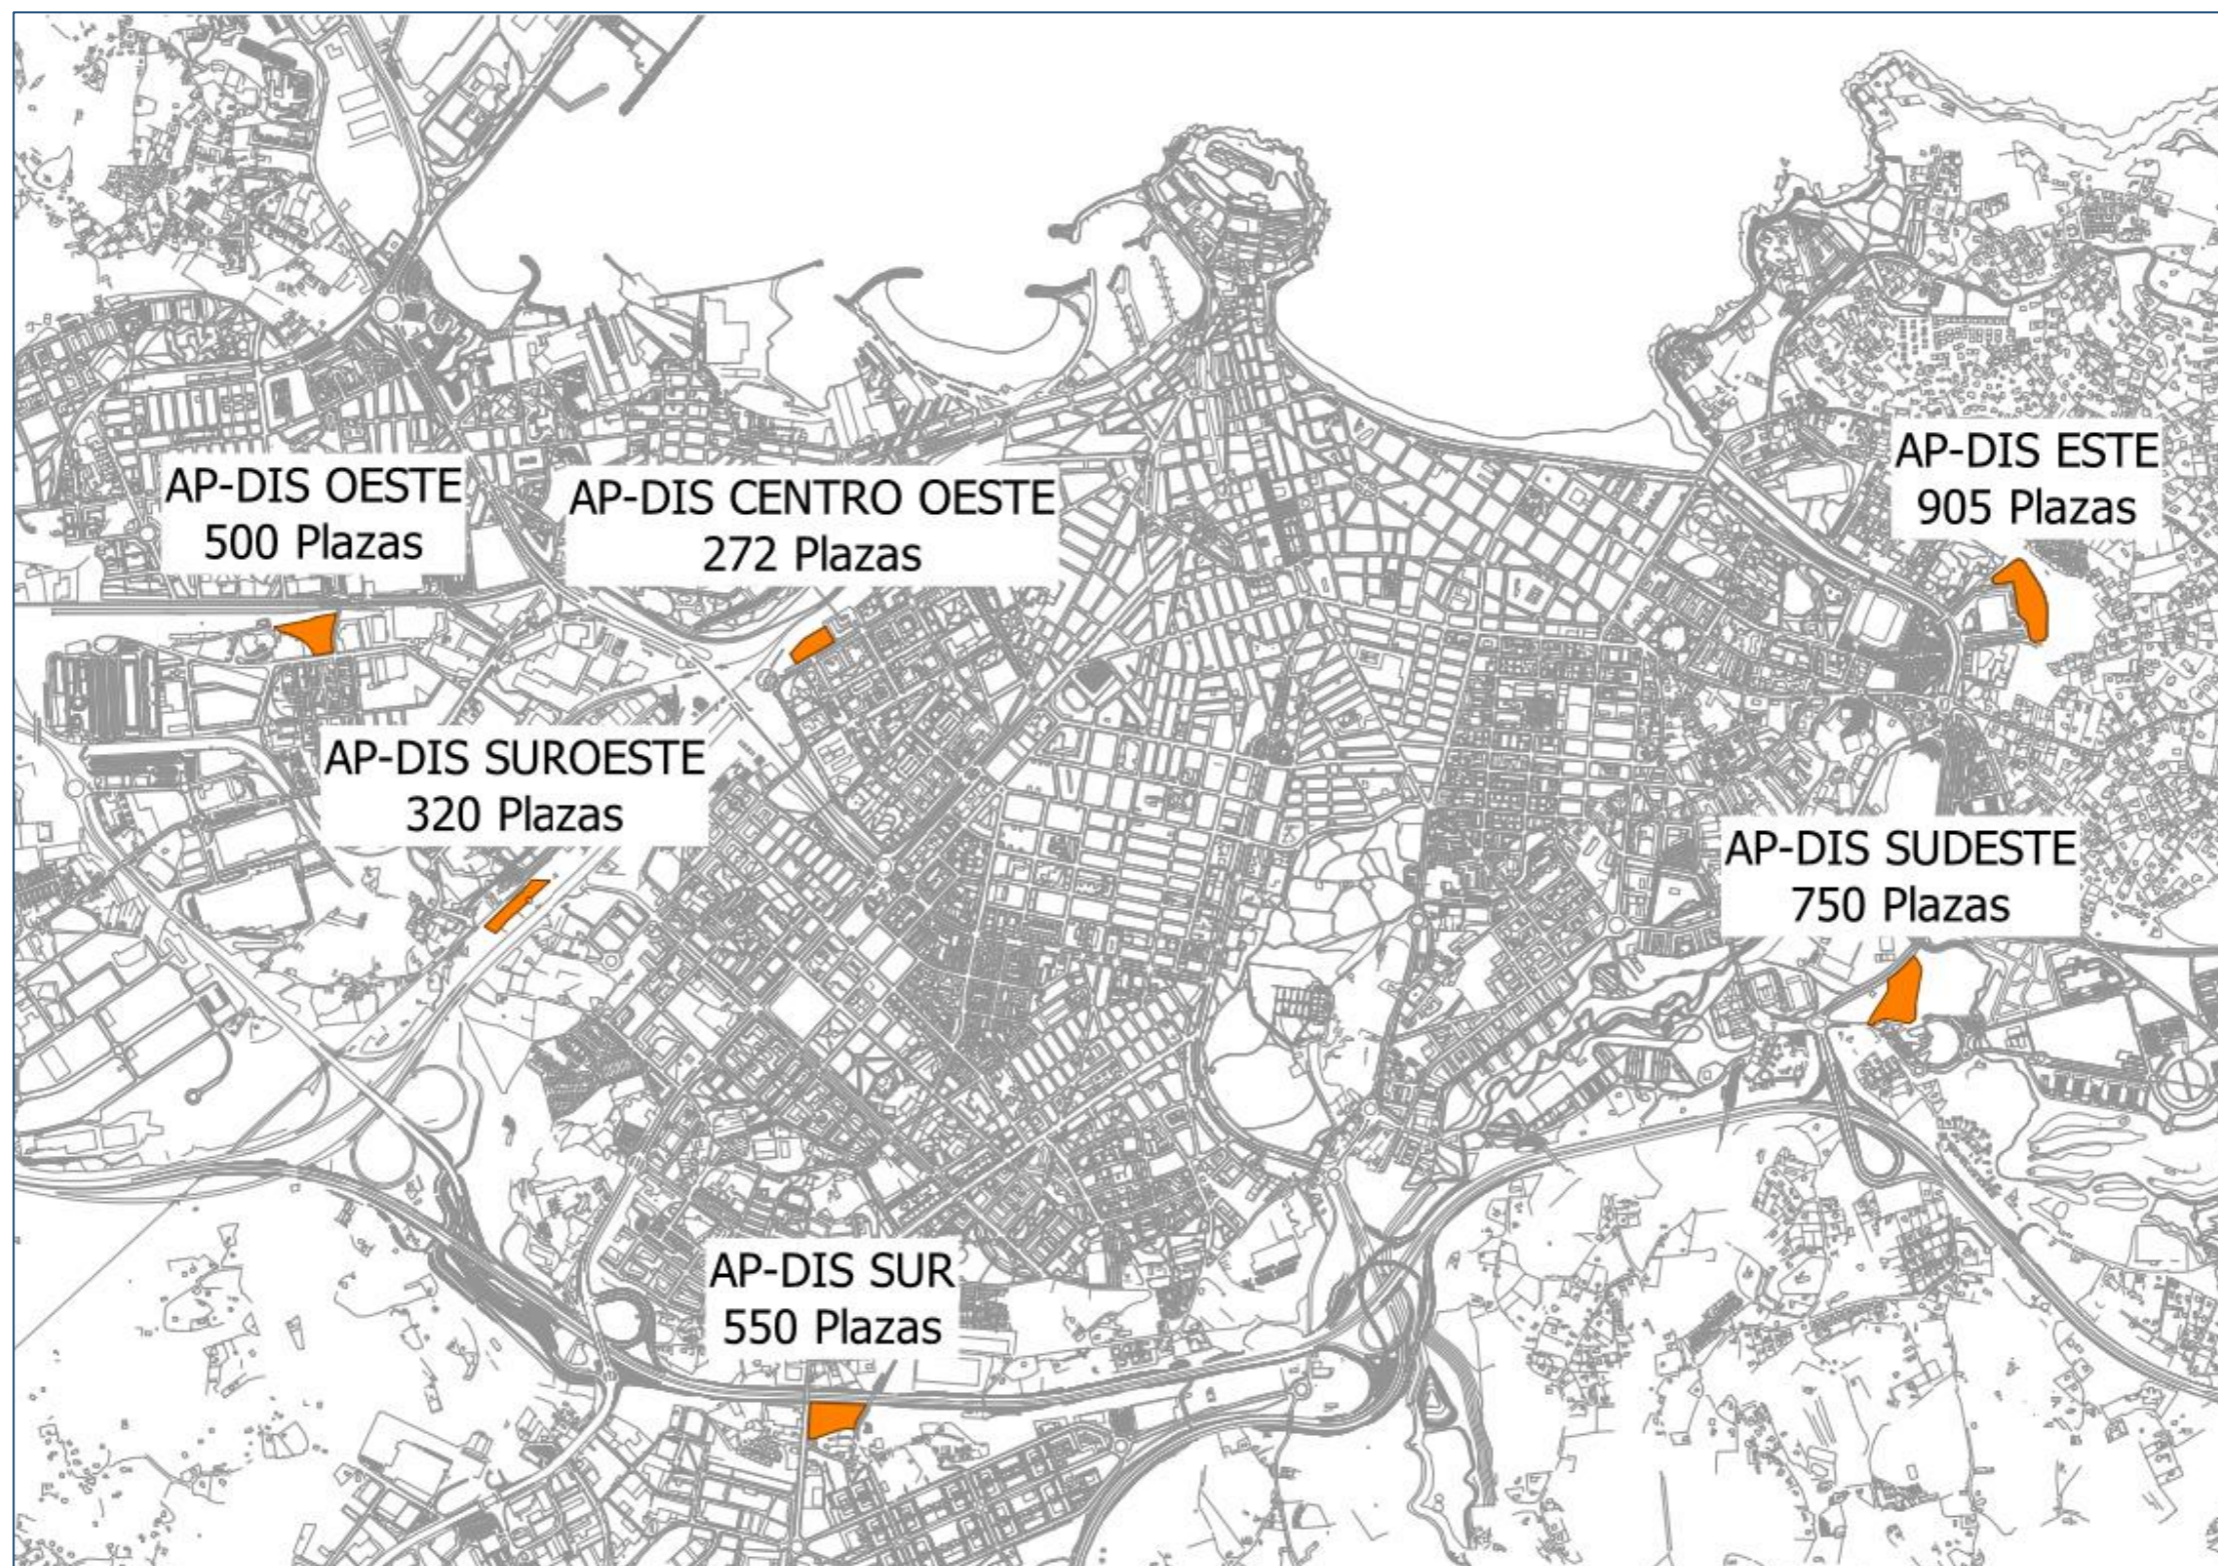 AP-DIS OESTE
500 Plazas
AP-DIS CENTRO OESTE
272 Plazas
AP-DIS ESTE
905 Plazas
AP-DIS SUROESTE
320 Plazas
AP-DIS SUDESTE
750 Plazas
AP-DIS SUR
550 Plazas